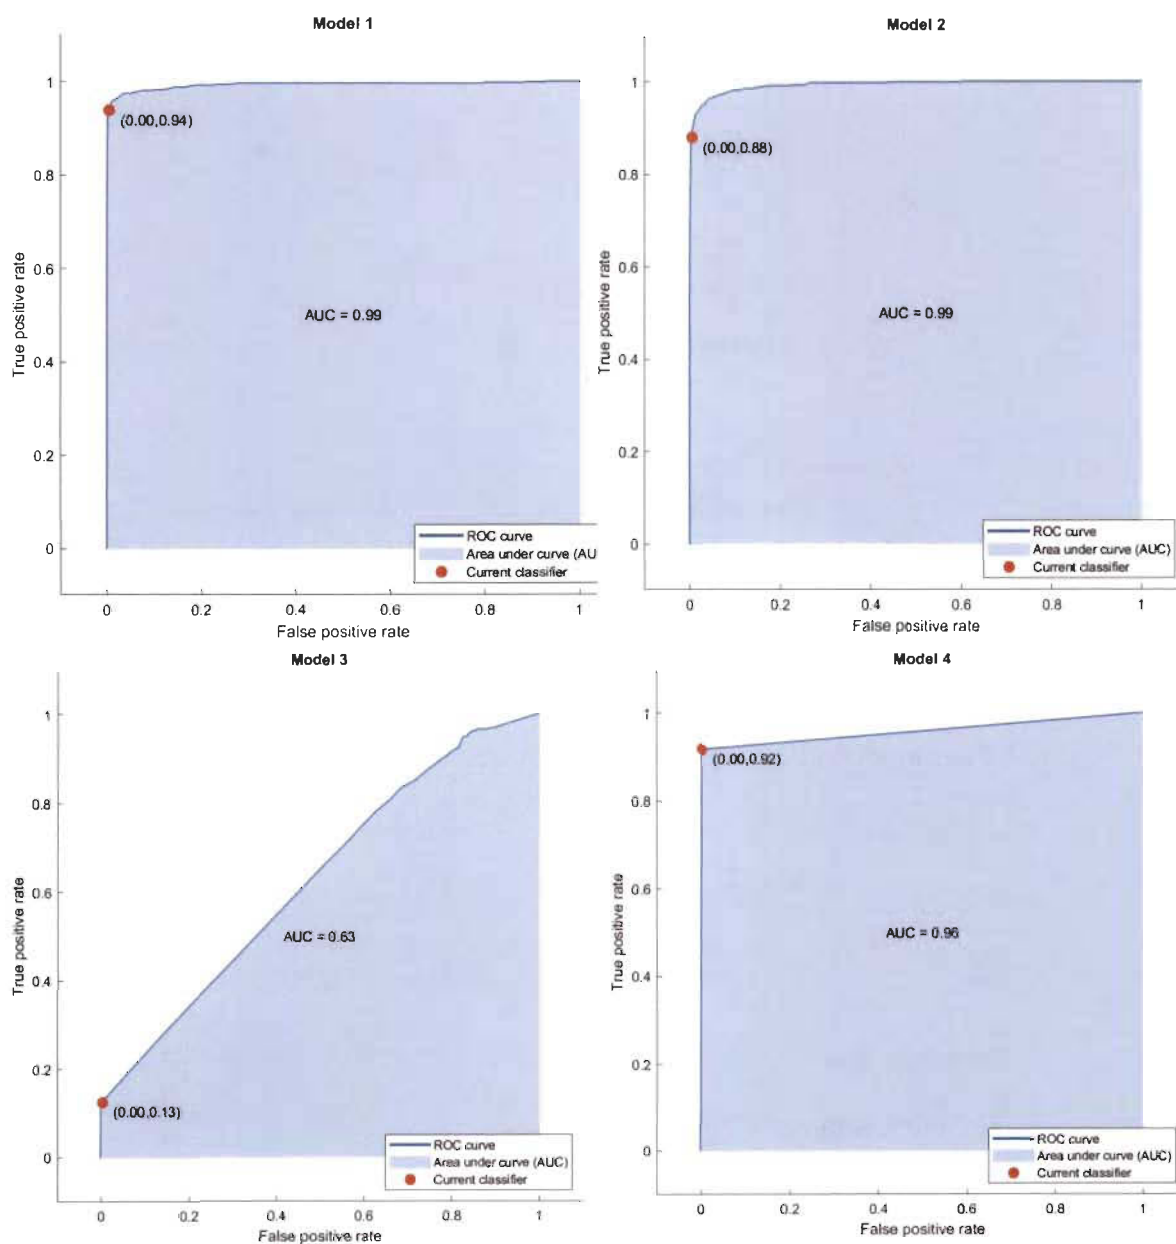 Model 1
1
0.8
0.6
0.4
0.2
0
True positive rate
(0.00,0.94)
AUC = 0.99
ROC curve
Area under curve (AU
Current classifier
0 0.2 0.4 0.6 0.8 1
False positive rate
Model 2
1
0.8
0.6
0.4
0.2
0
True positive rate
(0.00,0.88)
AUC = 0.99
ROC curve
Area under curve (AUC)
Current classifier
0 0.2 0.4 0.6 0.8 1
False positive rate
Model 3
1
0.8
0.6
0.4
0.2
0
True positive rate
AUC = 0.63
(0.00,0.13)
ROC curve
Area under curve (AUC)
Current classifier
0 0.2 0.4 0.6 0.8 1
False positive rate
Model 4
1
0.8
0.6
0.4
0.2
0
True positive rate
(0.00,0.92)
AUC = 0.96
ROC curve
Area under curve (AUC)
Current classifier
0 0.2 0.4 0.6 0.8 1
False positive rate